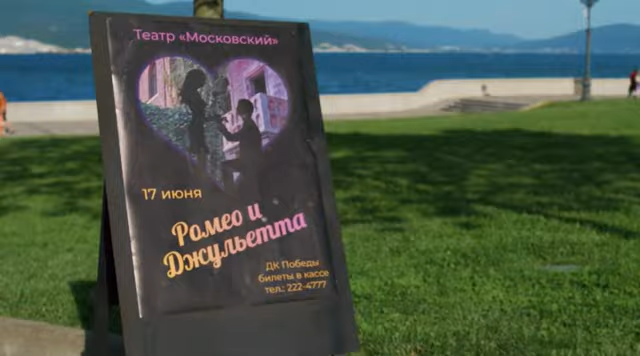 Театр «Московский»
17 июня
Ромео и
Джульетта
ДК Победы
билеты в кассе
тел.: 222-4777